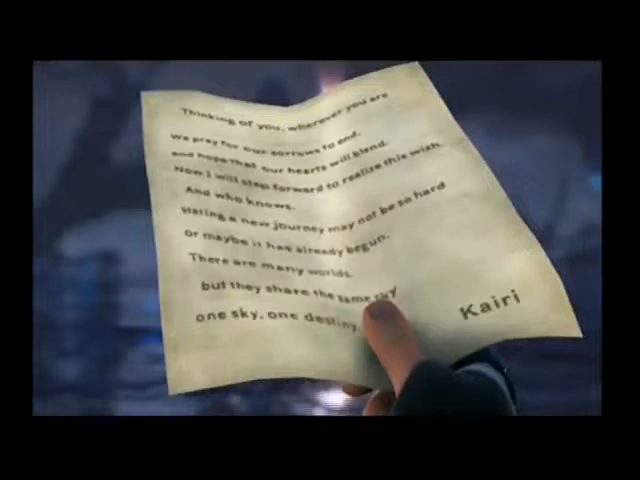 Thinking of you, wherever you are
We pray for our sorrows to end,
and hope that our hearts will blend.
Now I will step forward to realize this wish.
And who knows.
starting a new journey may not be so hard
or maybe it has already begun.
There are many worlds.
but they share the same sky
one sky, one destiny.
Kairi